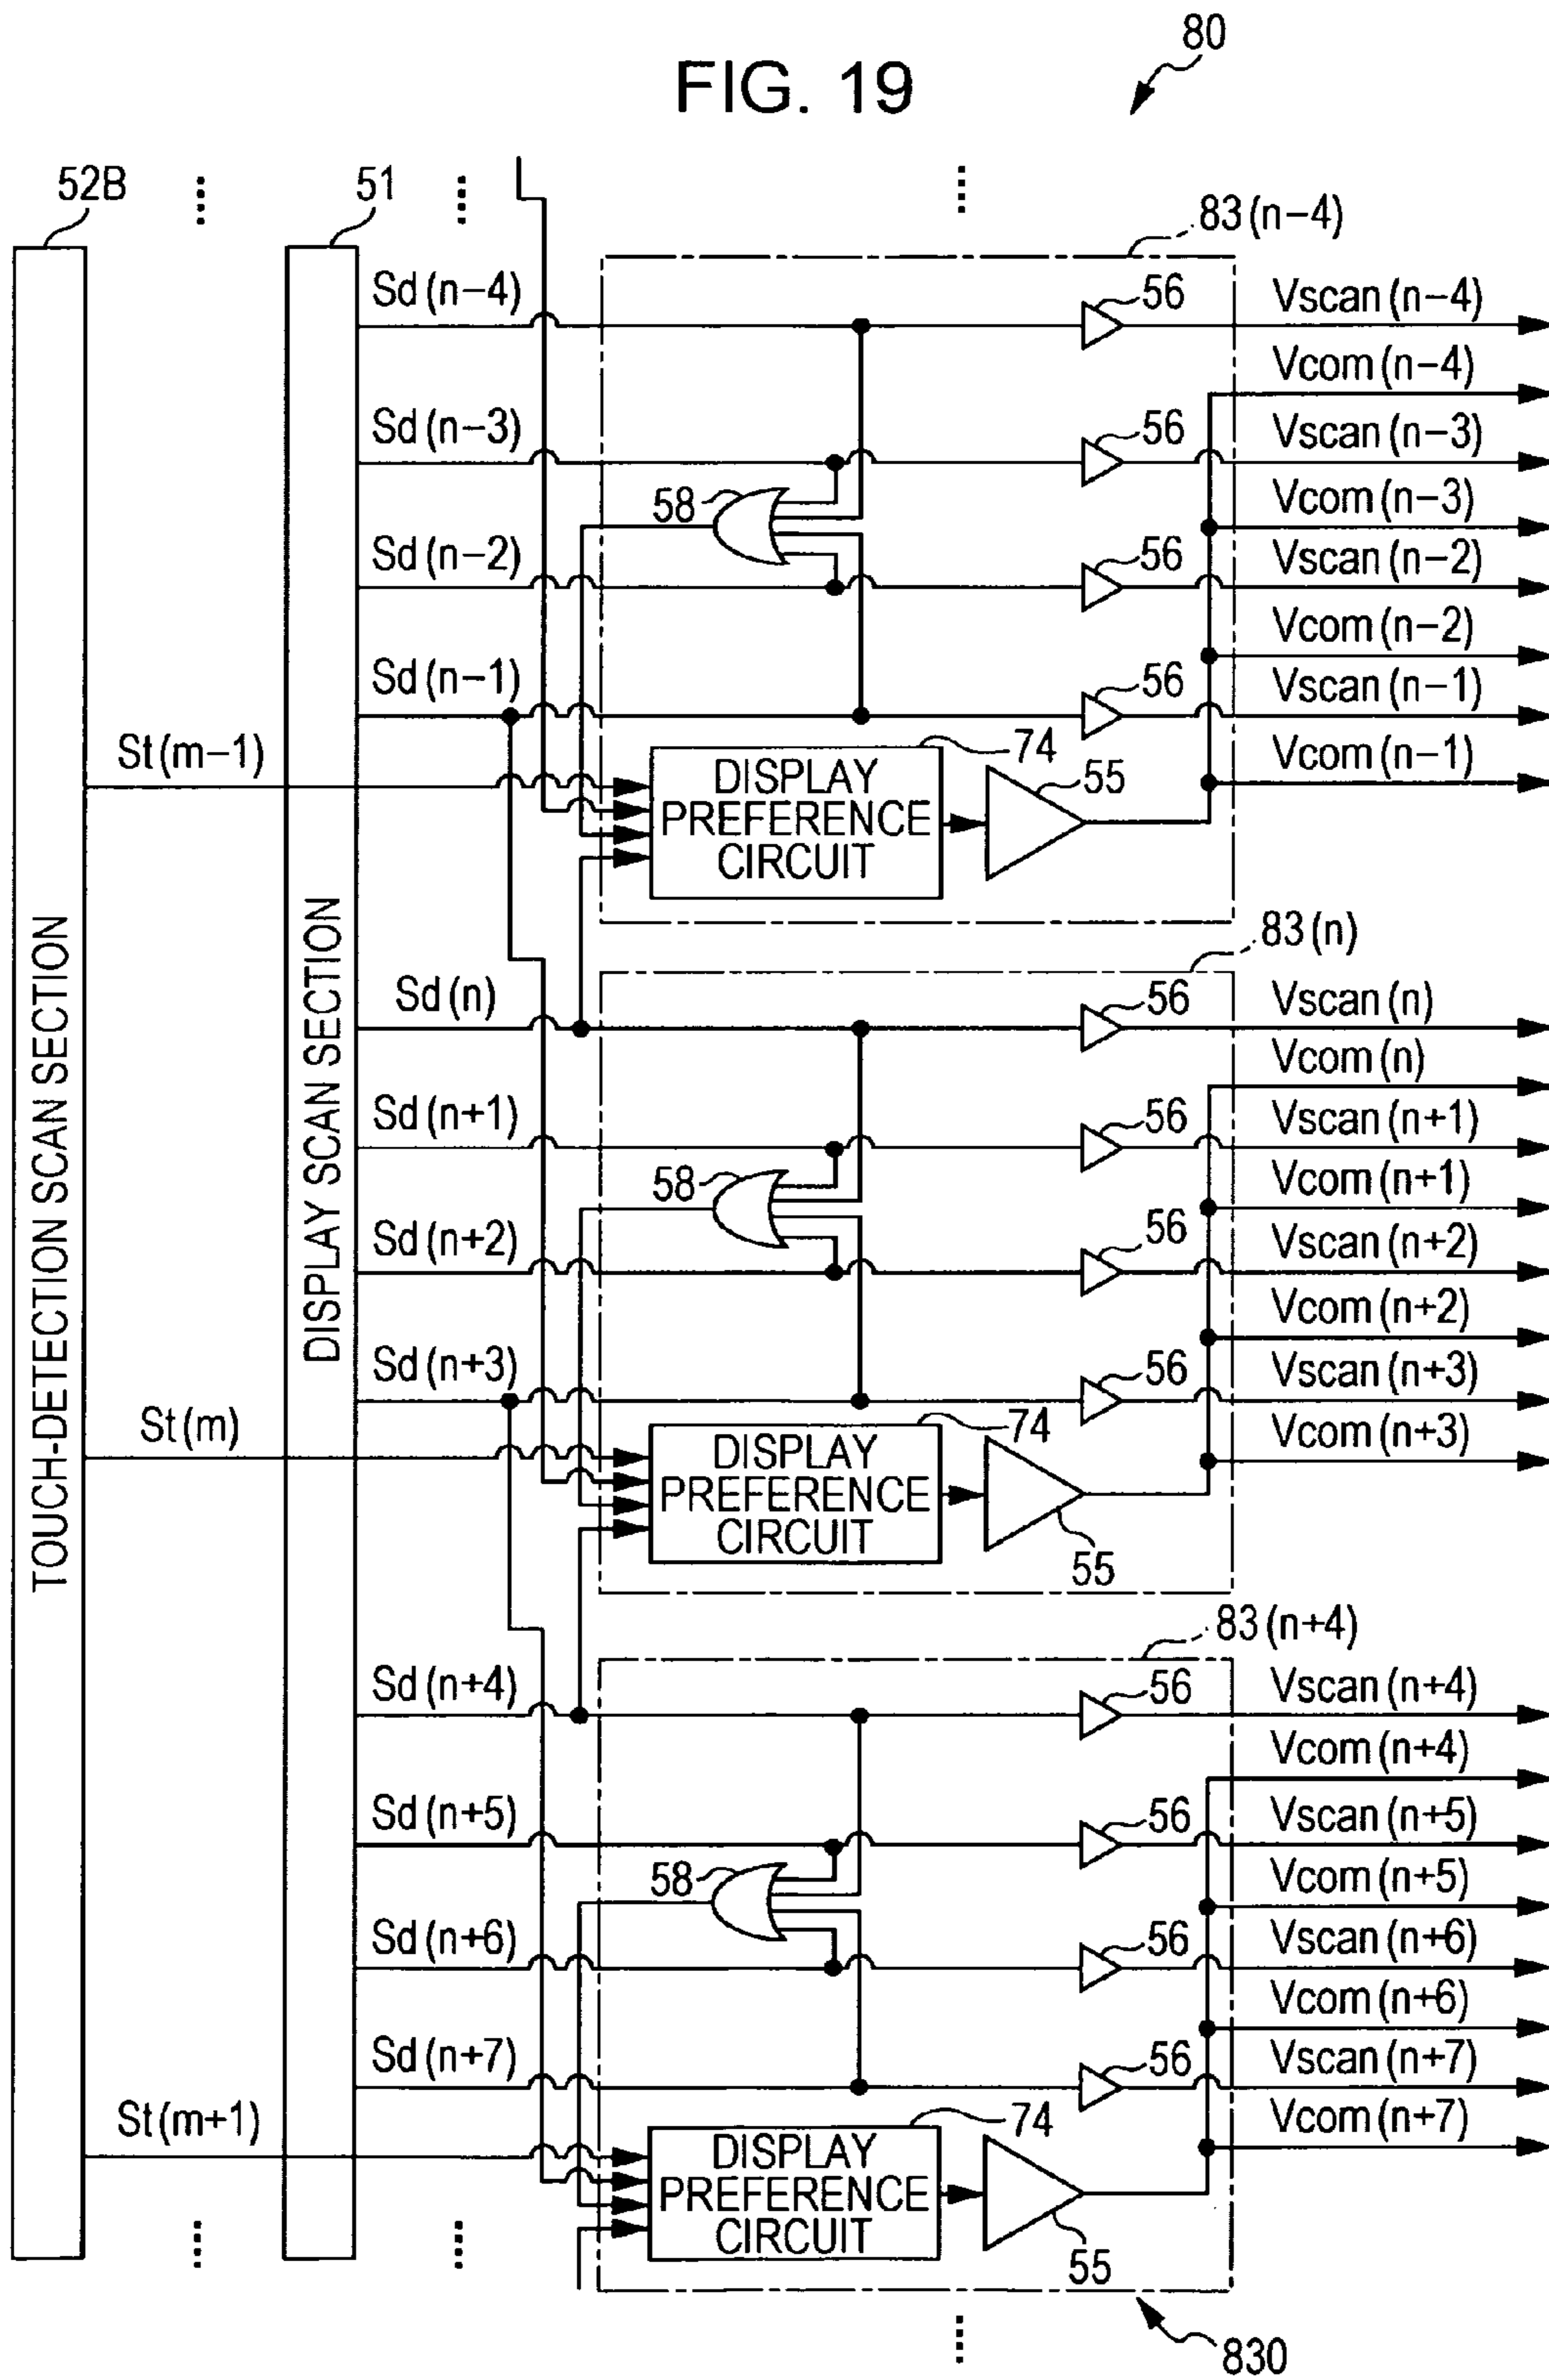 FIG. 19
80
52B
51
83(n-4)
Sd(n-4)
56
Vscan(n-4)
Vcom(n-4)
Sd(n-3)
56
Vscan(n-3)
58
Vcom(n-3)
Sd(n-2)
56
Vscan(n-2)
Vcom(n-2)
Sd(n-1)
56
Vscan(n-1)
St(m-1)
74
55
Vcom(n-1)
DISPLAY
PREFERENCE
CIRCUIT
TOUCH-DETECTION SCAN SECTION
DISPLAY SCAN SECTION
83(n)
Sd(n)
56
Vscan(n)
Vcom(n)
Sd(n+1)
56
Vscan(n+1)
58
Vcom(n+1)
Sd(n+2)
56
Vscan(n+2)
Vcom(n+2)
Sd(n+3)
56
Vscan(n+3)
St(m)
74
Vcom(n+3)
DISPLAY
PREFERENCE
CIRCUIT
55
83(n+4)
Sd(n+4)
56
Vscan(n+4)
Vcom(n+4)
Sd(n+5)
56
Vscan(n+5)
58
Vcom(n+5)
Sd(n+6)
56
Vscan(n+6)
Vcom(n+6)
Sd(n+7)
56
Vscan(n+7)
St(m+1)
74
Vcom(n+7)
DISPLAY
PREFERENCE
CIRCUIT
55
830